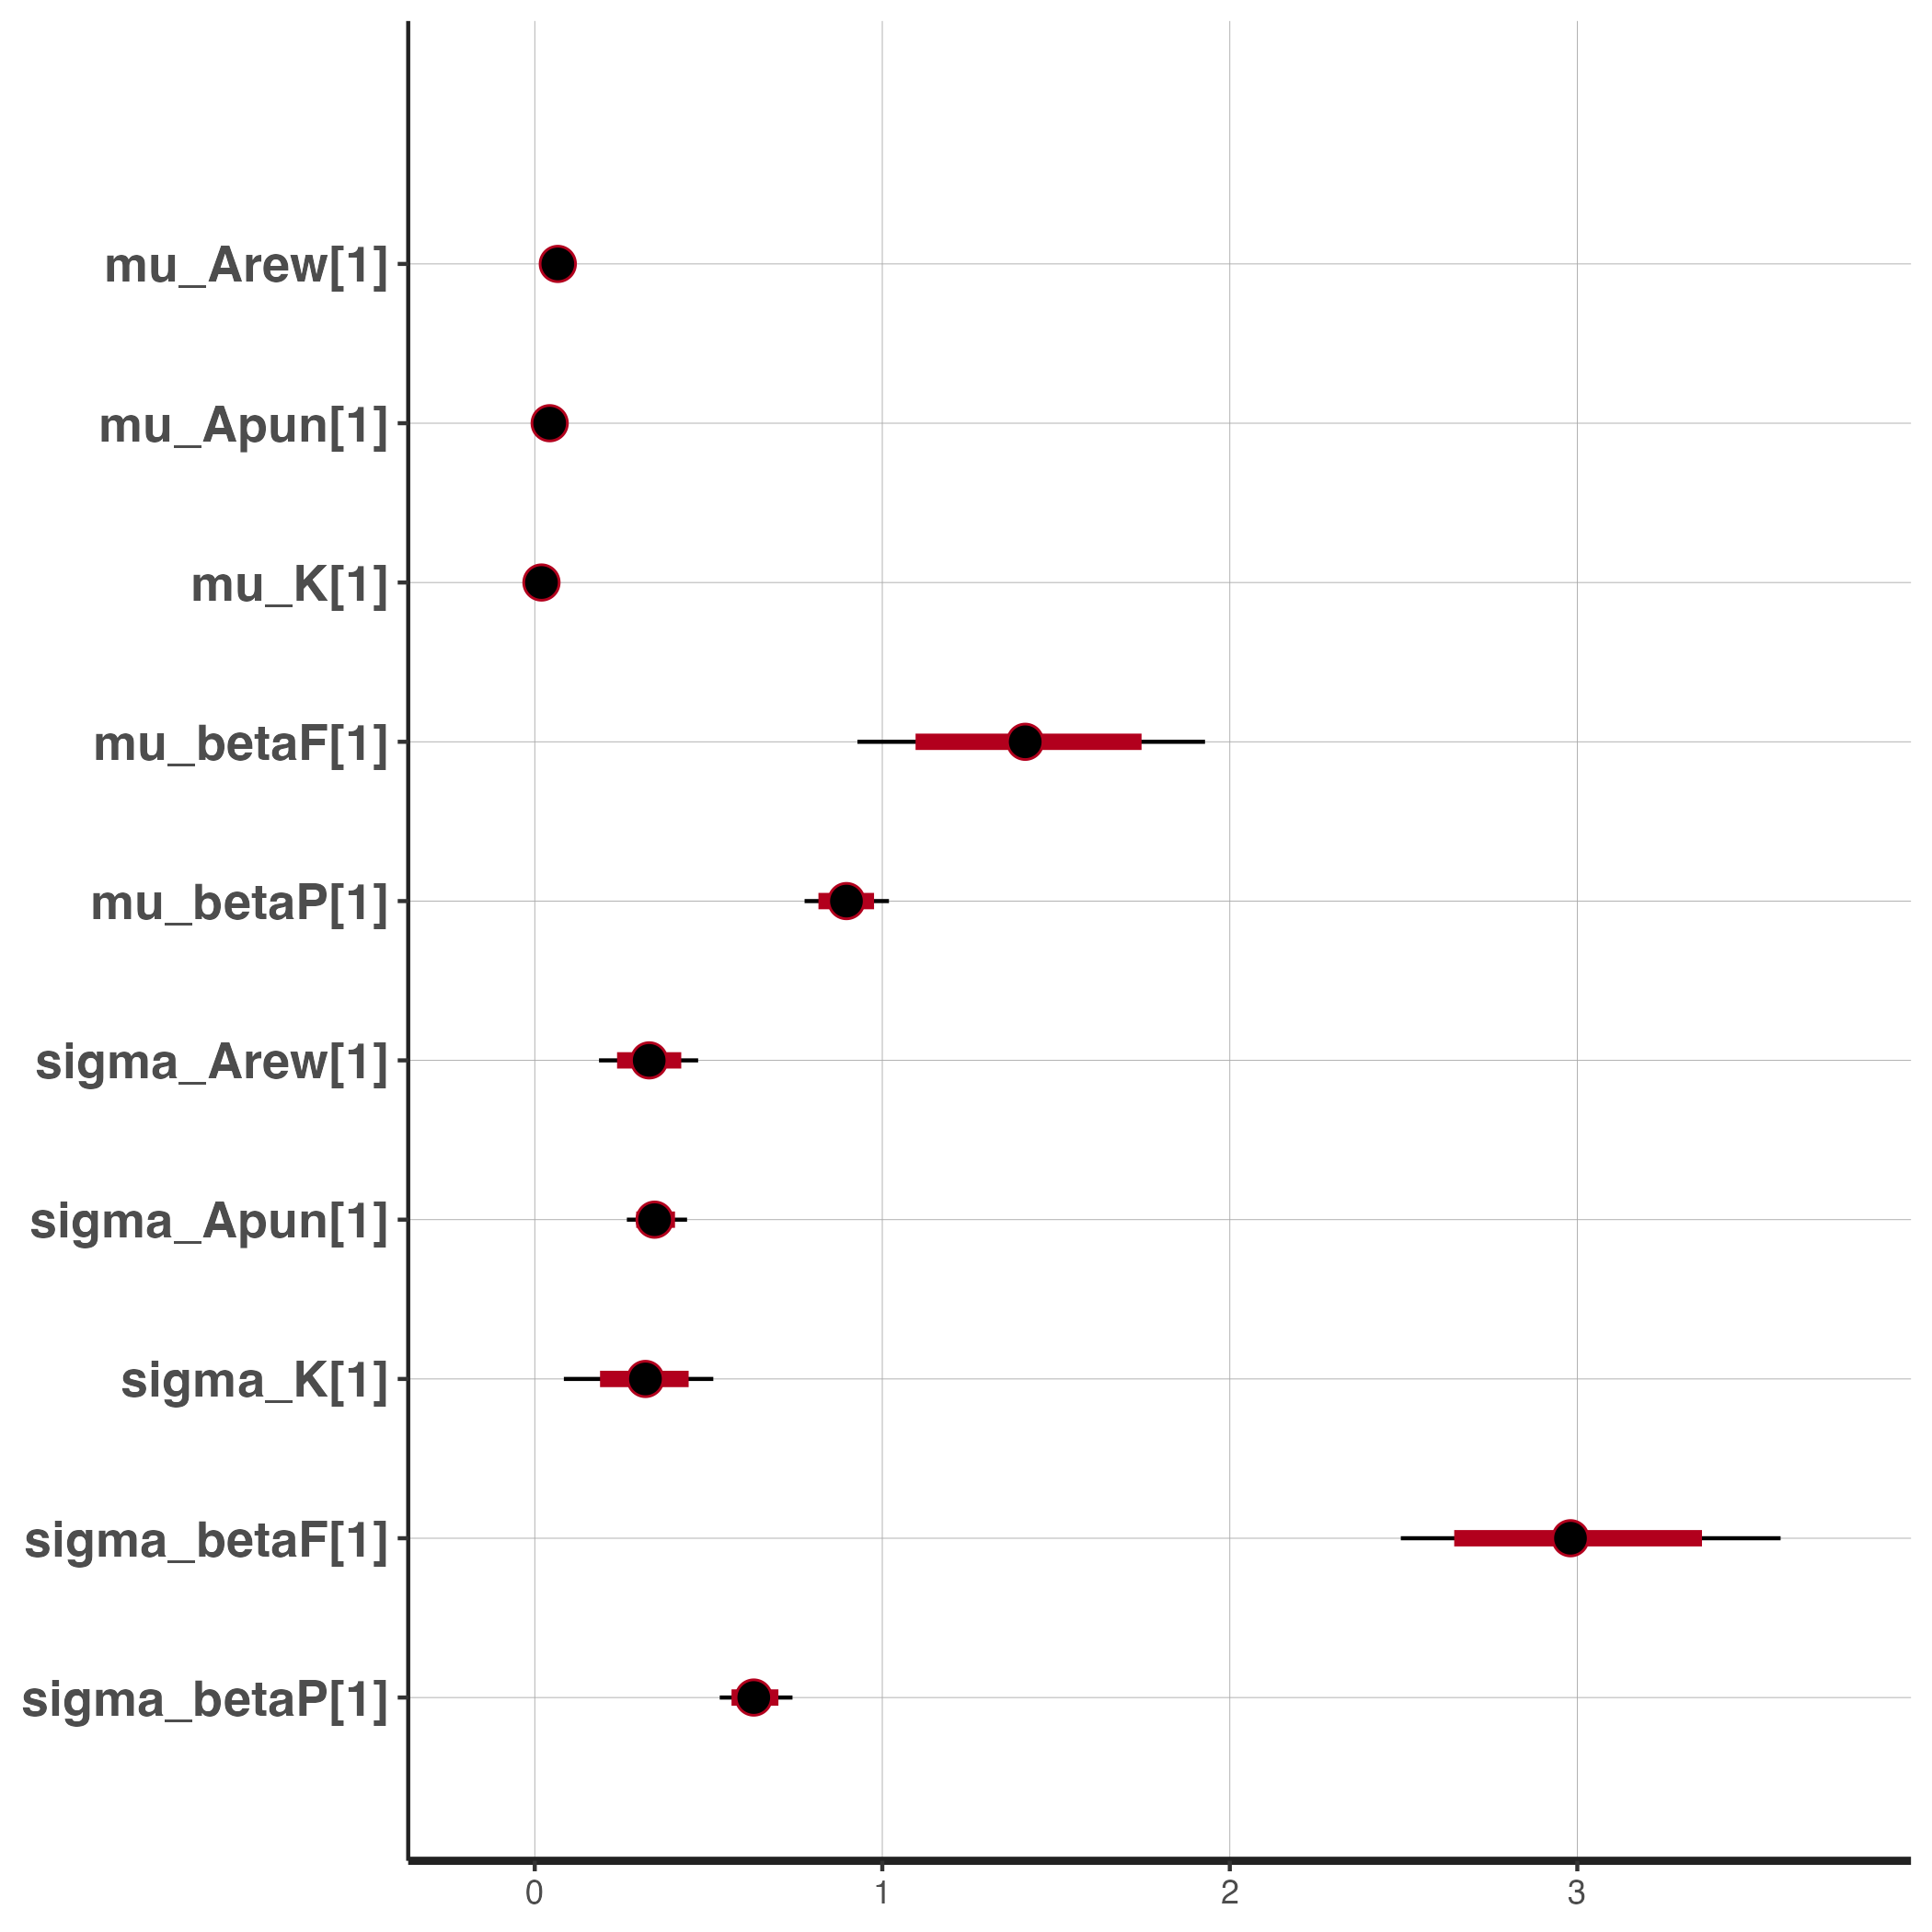 mu_Arew[1]
mu_Apun[1]
mu_K[1]
mu_betaF[1]
mu_betaP[1]
sigma_Arew[1]
sigma_Apun[1]
sigma_K[1]
sigma_betaF[1]
sigma_betaP[1]
0 1 2 3